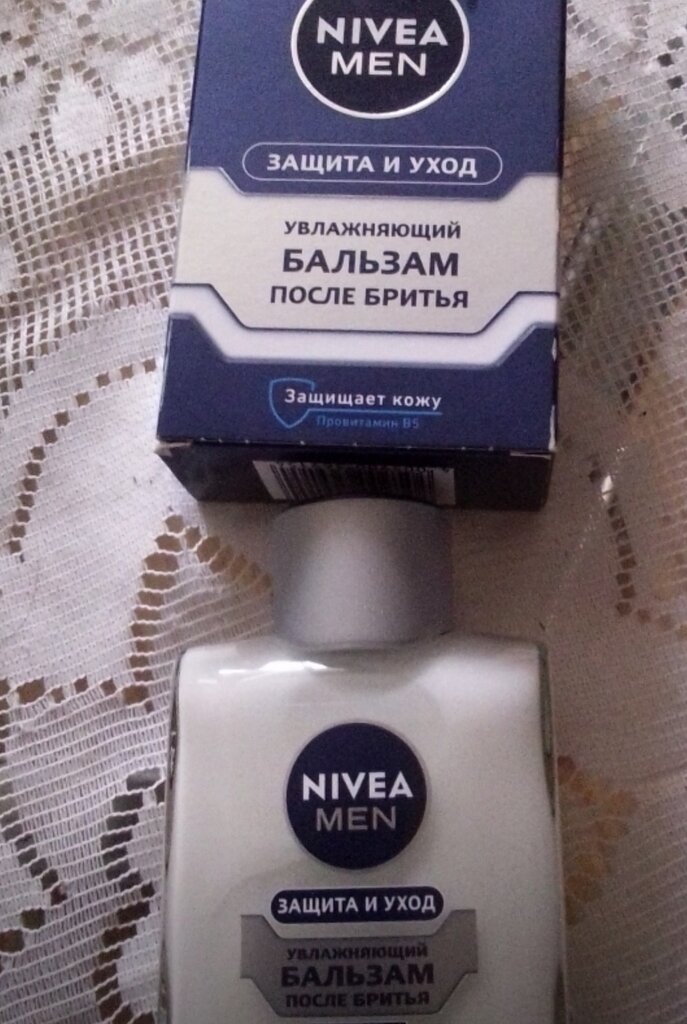 NIVEA
MEN
ЗАЩИТА И УХОД
УВЛАЖНЯЮЩИЙ
БАЛЬЗАМ
ПОСЛЕ БРИТЬЯ
Защищает кожу
Провитамин B5
NIVEA
MEN
ЗАЩИТА И УХОД
УВЛАЖНЯЮЩИЙ
БАЛЬЗАМ
ПОСЛЕ БРИТЬЯ